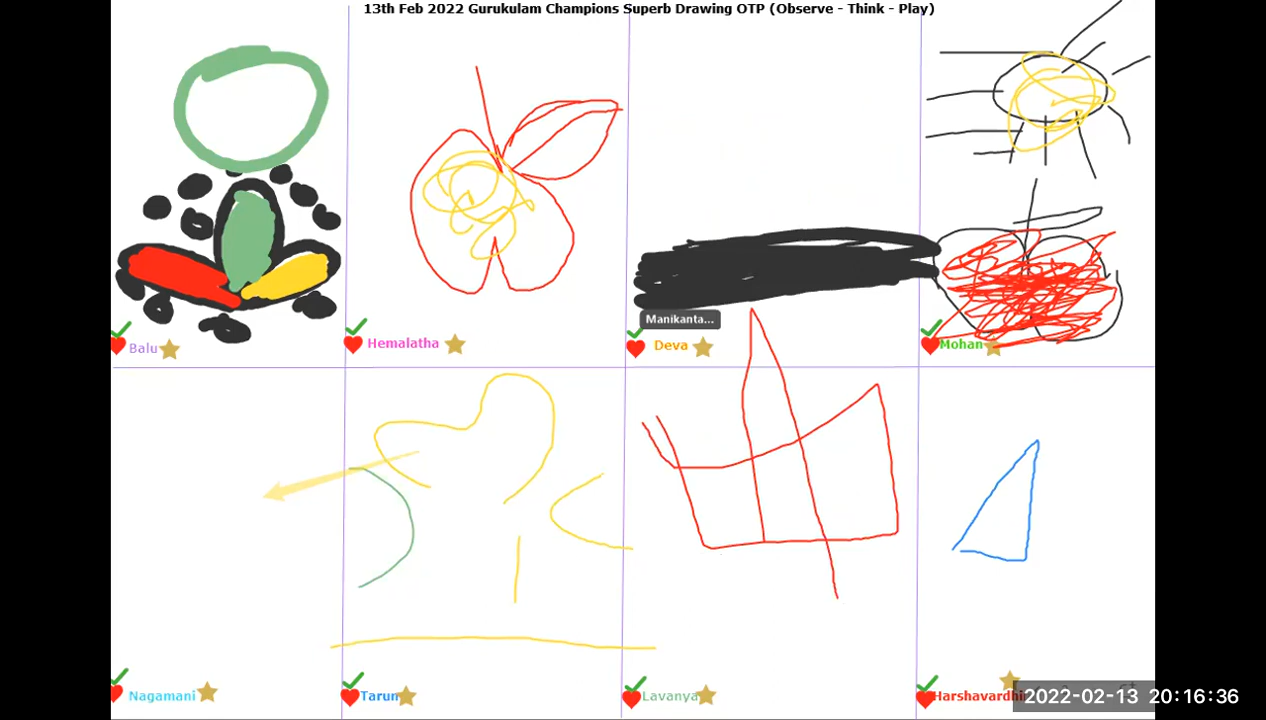 13th Feb 2022 Gurukulam Champions Superb Drawing OTP (Observe - Think - Play)
Manikanta...
Balu
Hemalatha
Deva
Mohan
Nagamani
Tarun
Lavanya
Harshavardhi
2022-02-13 20:16:36